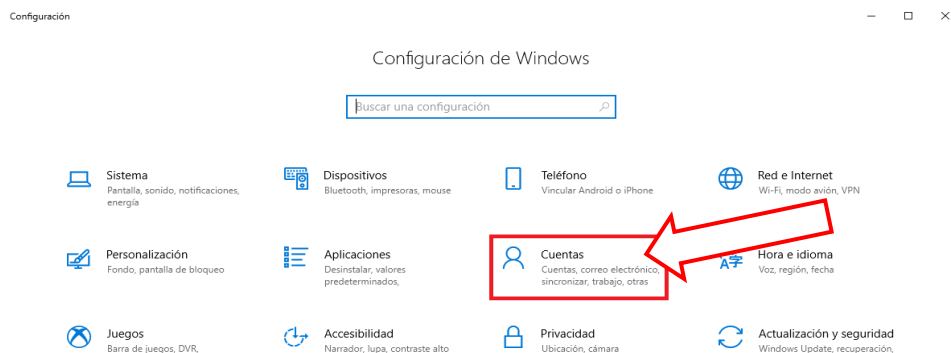 Configuración
Configuración de Windows
Buscar una configuración
Sistema
Pantalla, sonido, notificaciones,
energía
Dispositivos
Bluetooth, impresoras, mouse
Teléfono
Vincular Android o iPhone
Red e Internet
Wi-Fi, modo avión, VPN
Personalización
Fondo, pantalla de bloqueo
Aplicaciones
Desinstalar, valores
predeterminados,
Cuentas
Cuentas, correo electrónico,
sincronizar, trabajo, otras
Hora e idioma
Voz, región, fecha
Juegos
Barra de juegos, DVR,
Accesibilidad
Narrador, lupa, contraste alto
Privacidad
Ubicación, cámara
Actualización y seguridad
Windows Update, recuperación,